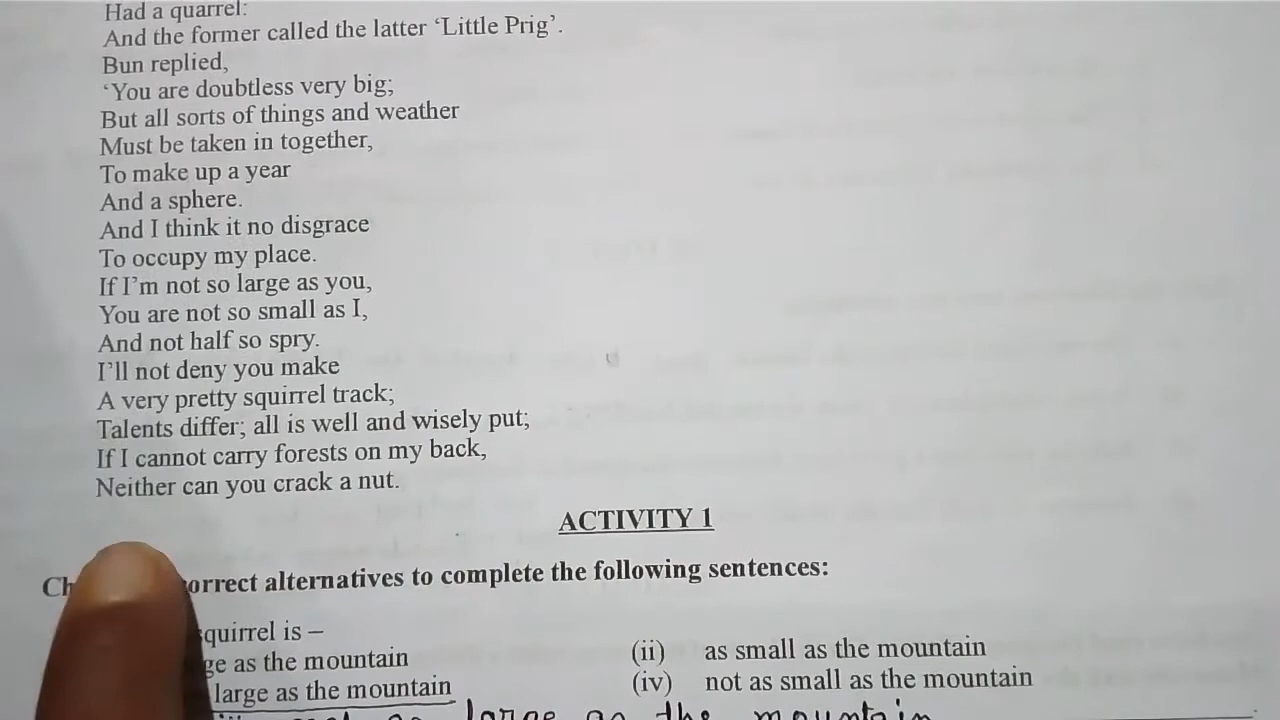 Had a quarrel:
And the former called the latter ‘Little Prig’.
Bun replied,
‘You are doubtless very big;
But all sorts of things and weather
Must be taken in together,
To make up a year
And a sphere.
And I think it no disgrace
To occupy my place.
If I’m not so large as you,
You are not so small as I,
And not half so spry.
I’ll not deny you make
A very pretty squirrel track;
Talents differ; all is well and wisely put;
If I cannot carry forests on my back,
Neither can you crack a nut.
ACTIVITY 1
alternatives to complete the following sentences:
is –
as the mountain (ii) as small as the mountain
large as the mountain (iv) not as small as the mountain
large as the mountain